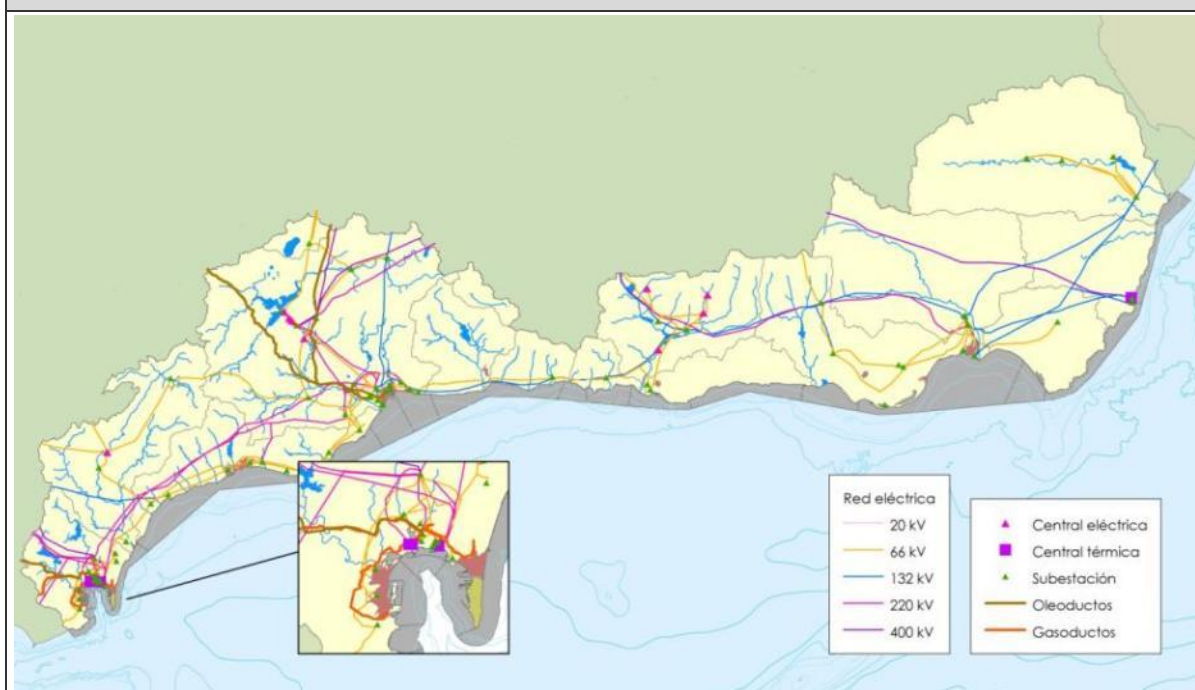 Red eléctrica
20 kV
66 kV
132 kV
220 kV
400 kV
Central eléctrica
Central térmica
Subestación
Oleoductos
Gasoductos